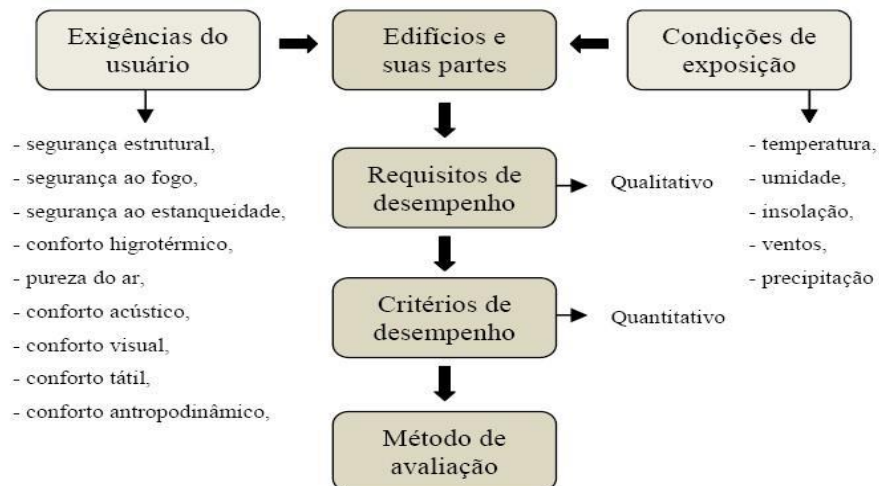 Exigências do
usuário
Edifícios e
suas partes
Condições de
exposição
- segurança estrutural,
- segurança ao fogo,
- segurança ao estanqueidade,
- conforto higrotérmico,
- pureza do ar,
- conforto acústico,
- conforto visual,
- conforto tátil,
- conforto antropodinâmico,
Requisitos de
desempenho
Qualitativo
Critérios de
desempenho
Quantitativo
Método de
avaliação
- temperatura,
- umidade,
- insolação,
- ventos,
- precipitação